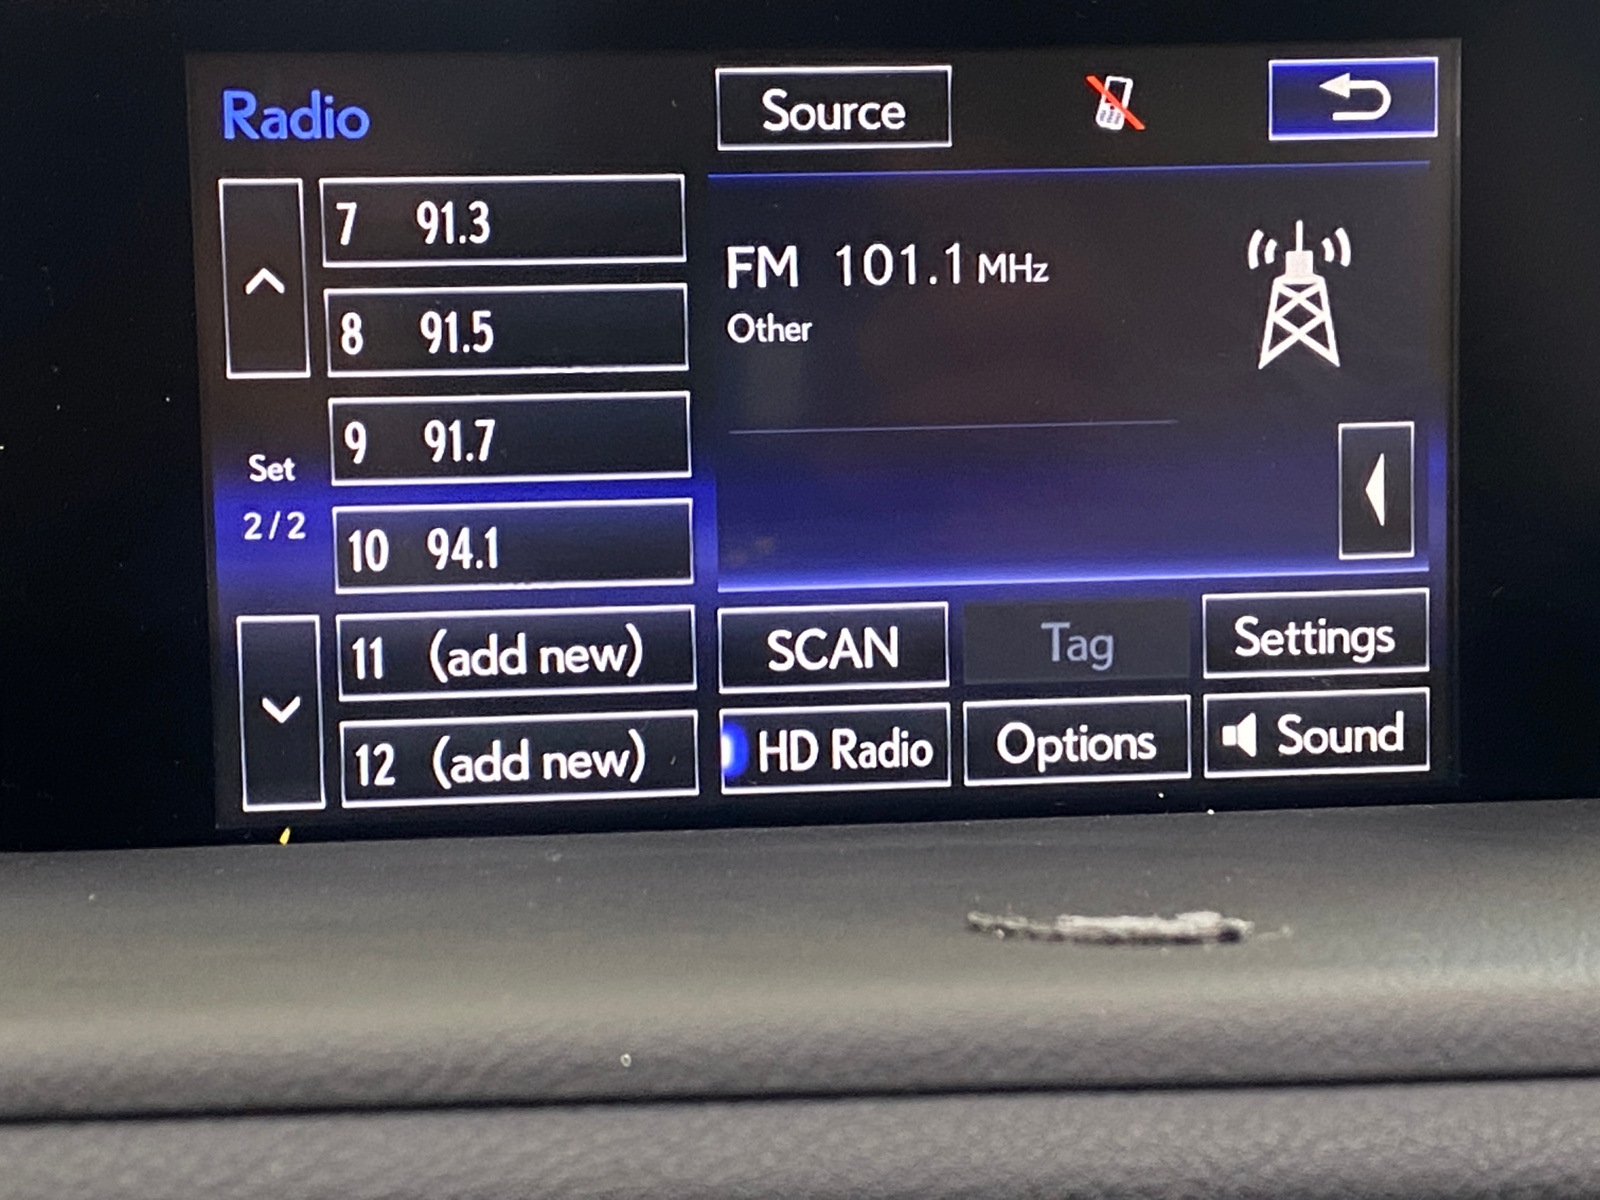 Radio
Source
7 91.3
8 91.5
9 91.7
10 94.1
11 (add new)
12 (add new)
Set
2/2
FM 101.1 MHz
Other
SCAN
Tag
Settings
HD Radio
Options
Sound